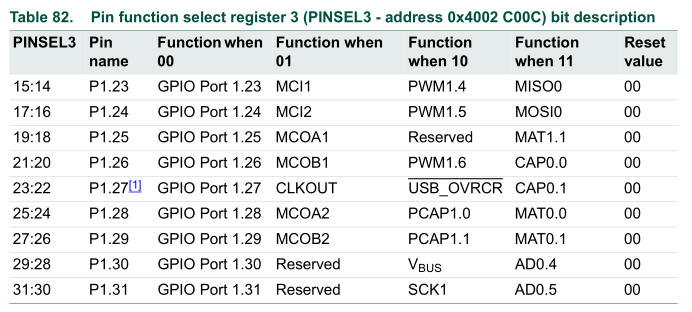 Table 82. Pin function select register 3 (PINSEL3 - address 0x4002 C00C) bit description
PINSEL3 Pin name Function when 00 Function when 01 Function when 10 Function when 11 Reset value
15:14 P1.23 GPIO Port 1.23 MCI1 PWM1.4 MISO0 00
17:16 P1.24 GPIO Port 1.24 MCI2 PWM1.5 MOSI0 00
19:18 P1.25 GPIO Port 1.25 MCOA1 Reserved MAT1.1 00
21:20 P1.26 GPIO Port 1.26 MCOB1 PWM1.6 CAP0.0 00
23:22 P1.27[1] GPIO Port 1.27 CLKOUT USB_OVRCR CAP0.1 00
25:24 P1.28 GPIO Port 1.28 MCOA2 PCAP1.0 MAT0.0 00
27:26 P1.29 GPIO Port 1.29 MCOB2 PCAP1.1 MAT0.1 00
29:28 P1.30 GPIO Port 1.30 Reserved VBUS AD0.4 00
31:30 P1.31 GPIO Port 1.31 Reserved SCK1 AD0.5 00